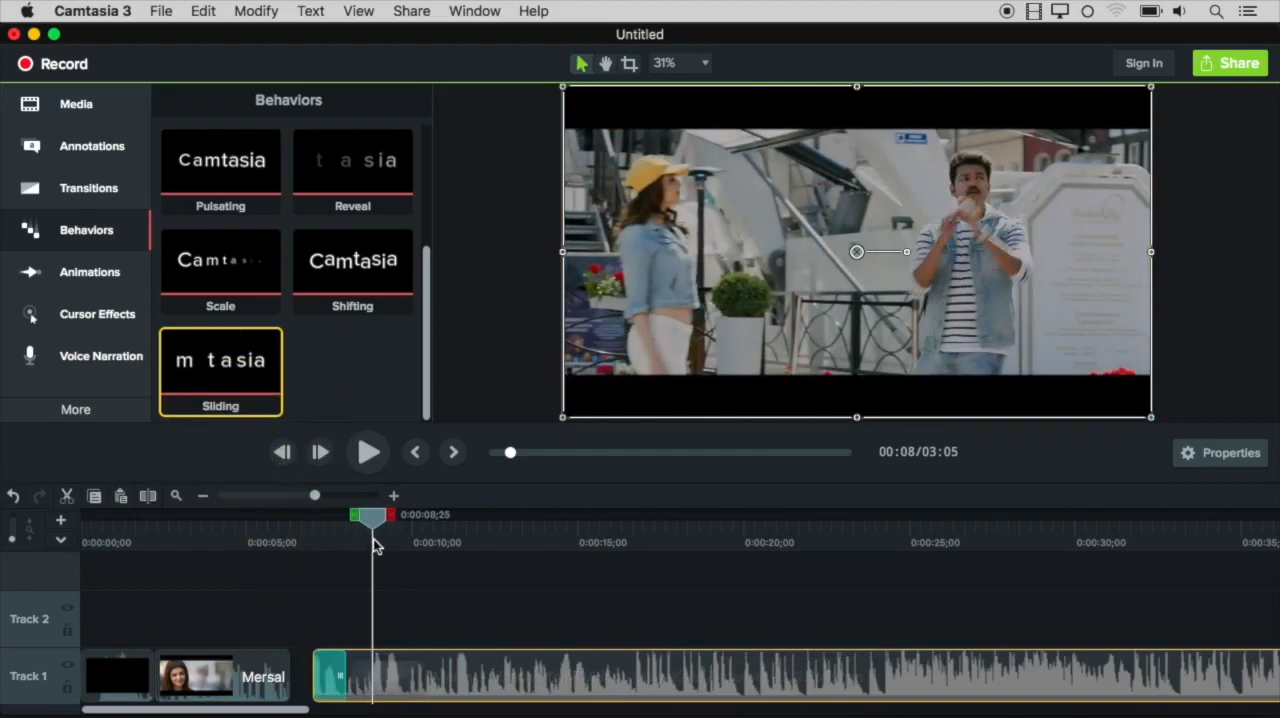 Camtasia 3 File Edit Modify Text View Share Window Help
Untitled
Record
31%
Sign In
Share
Media
Annotations
Transitions
Behaviors
Animations
Cursor Effects
Voice Narration
More
Behaviors
Camtasia
Pulsating
t a sia
Reveal
Camtas
Scale
Camtasia
Shifting
m t a sia
Sliding
00:08/03:05
Properties
0:00:08;25
0:00:00;00 0:00:05;00 0:00:10;00 0:00:15;00 0:00:20;00 0:00:25;00 0:00:30;00 0:00:35;
Track 2
Track 1
Mersal